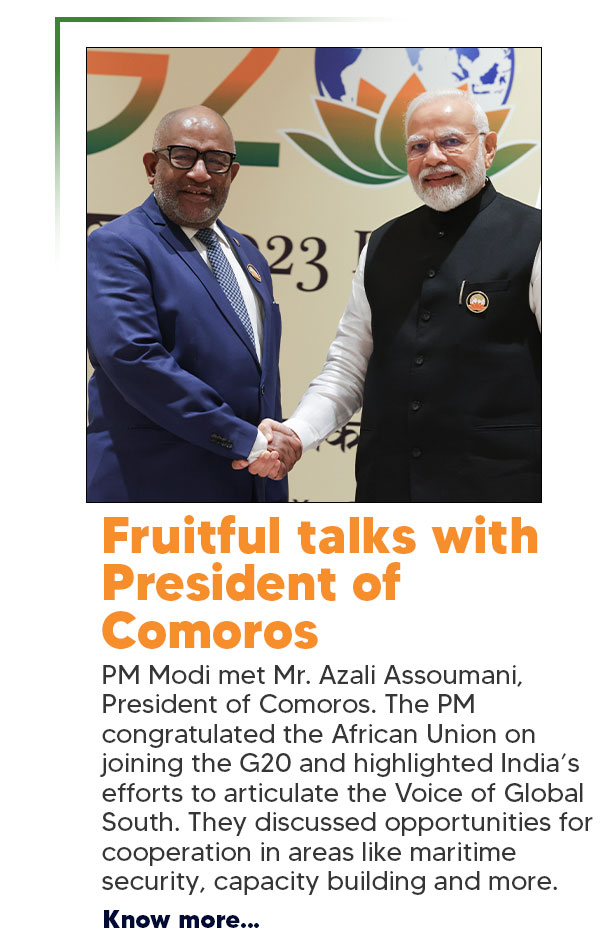 G20
2023 I
क
Fruitful talks with
President of
Comoros
PM Modi met Mr. Azali Assoumani,
President of Comoros. The PM
congratulated the African Union on
joining the G20 and highlighted India’s
efforts to articulate the Voice of Global
South. They discussed opportunities for
cooperation in areas like maritime
security, capacity building and more.
Know more...